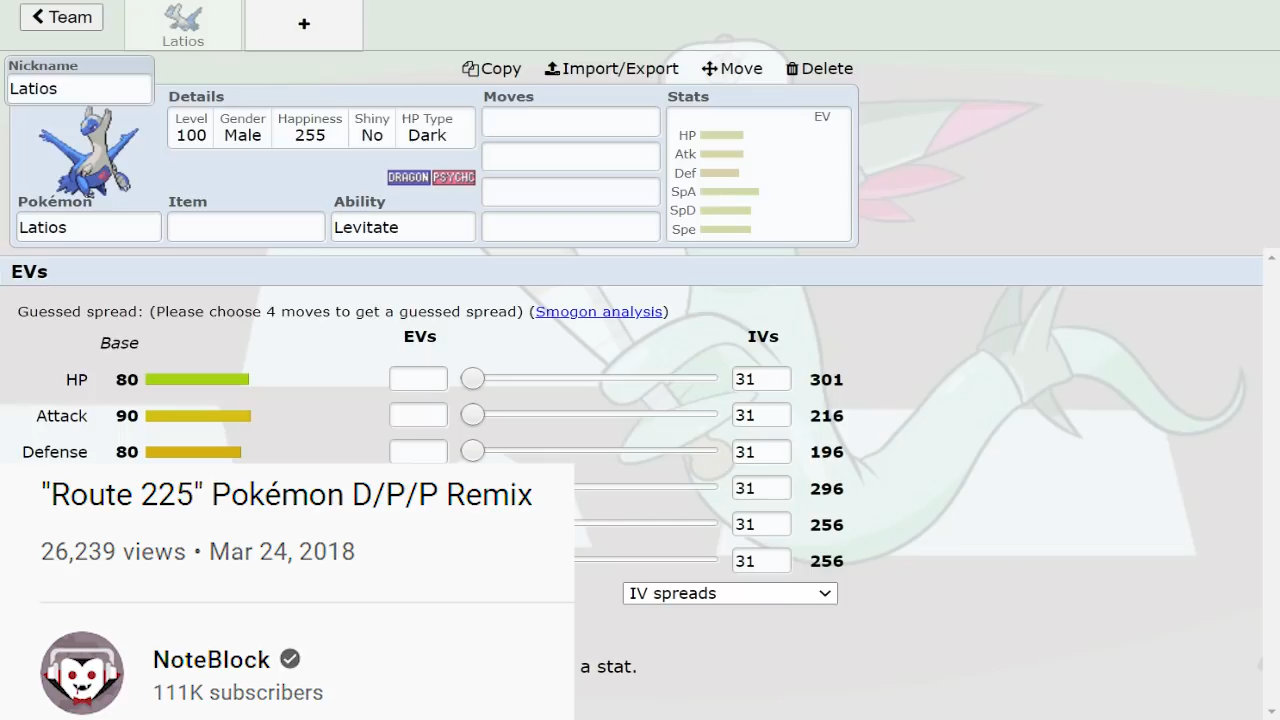 Team
Latios
+
Nickname
Latios
Copy
Import/Export
Move
Delete
Details
Level
100
Gender
Male
Happiness
255
Shiny
No
HP Type
Dark
DRAGON PSYCHC
Pokémon
Latios
Item
Ability
Levitate
Moves
Stats
EV
HP
Atk
Def
SpA
SpD
Spe
EVs
Guessed spread: (Please choose 4 moves to get a guessed spread) (Smogon analysis)
Base EVs IVs
HP 80 31 301
Attack 90 31 216
Defense 80 31 196
31 296
31 256
31 256
IV spreads
a stat.
"Route 225" Pokémon D/P/P Remix
26,239 views • Mar 24, 2018
NoteBlock
111K subscribers